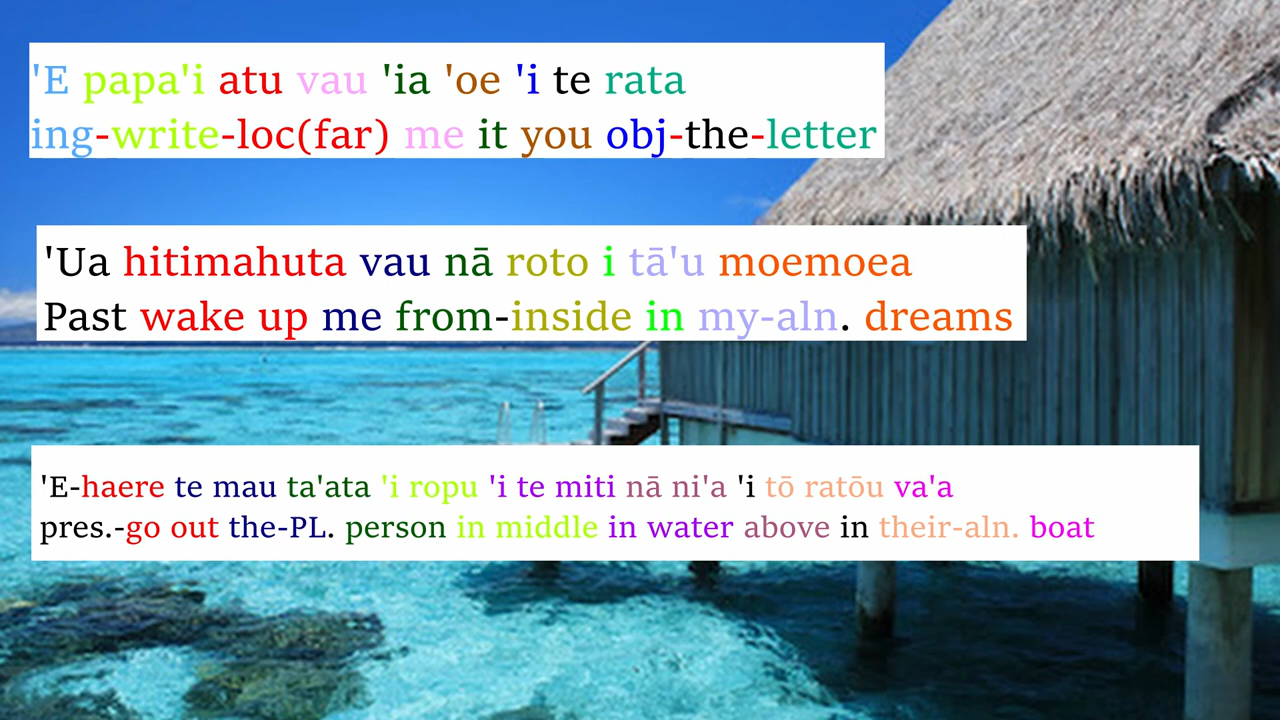 'E papa'i atu vau 'ia 'oe 'i te rata
ing-write-loc(far) me it you obj-the-letter
'Ua hitimahuta vau nā roto i tā'u moemoea
Past wake up me from-inside in my-aln. dreams
'E-haere te mau ta'ata 'i ropu 'i te miti nā ni'a 'i tō ratōu va'a
pres.-go out the-PL. person in middle in water above in their-aln. boat